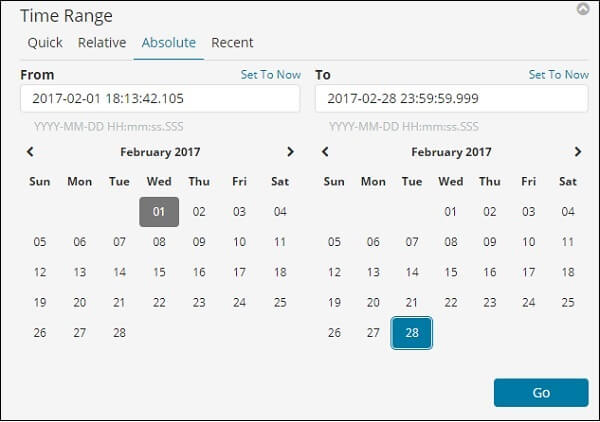 Time Range
Quick Relative Absolute Recent
From Set To Now To Set To Now
2017-02-01 18:13:42.105 2017-02-28 23:59:59.999
YYYY-MM-DD HH:mm:ss.SSS YYYY-MM-DD HH:mm:ss.SSS
February 2017 February 2017
Sun Mon Tue Wed Thu Fri Sat Sun Mon Tue Wed Thu Fri Sat
01 02 03 04 01 02 03 04
05 06 07 08 09 10 11 05 06 07 08 09 10 11
12 13 14 15 16 17 18 12 13 14 15 16 17 18
19 20 21 22 23 24 25 19 20 21 22 23 24 25
26 27 28 26 27 28
Go